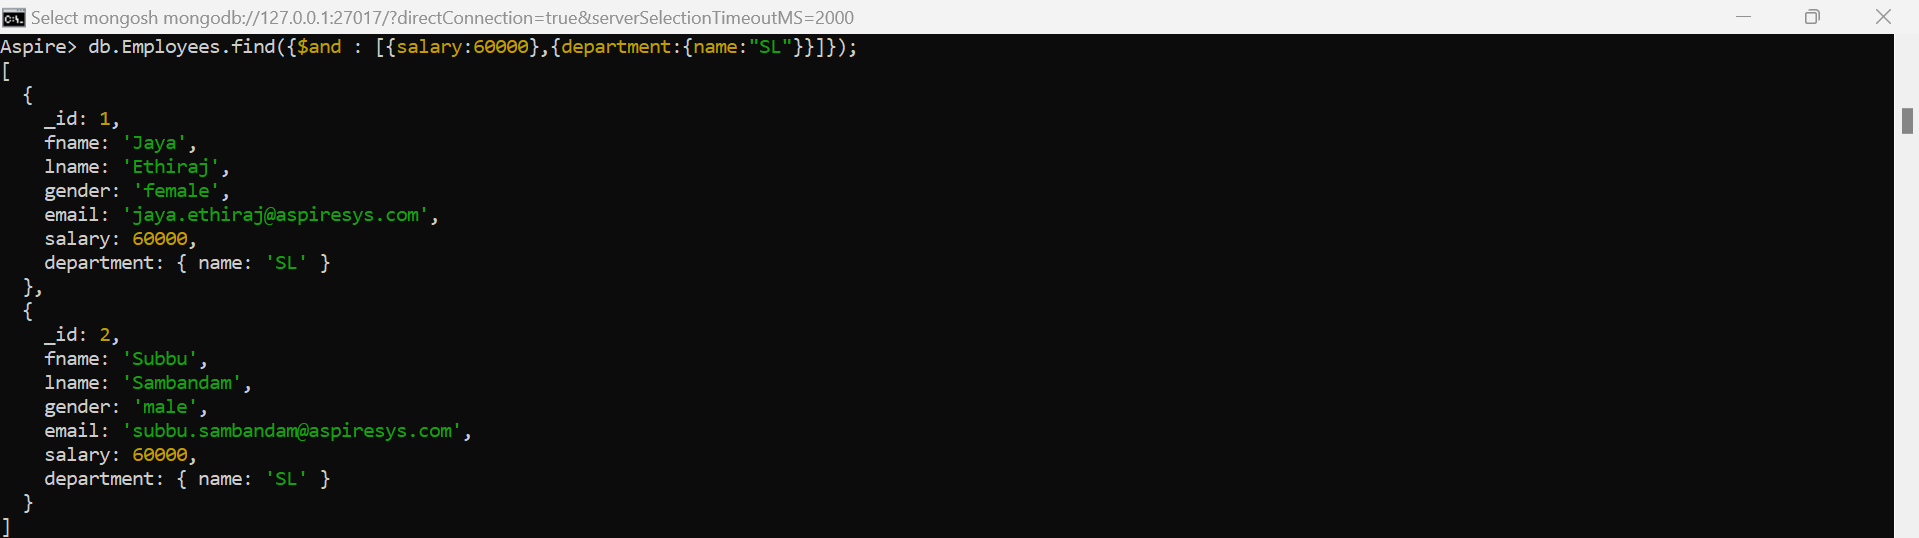 Select mongosh mongodb://127.0.0.1:27017/?directConnection=true&serverSelectionTimeoutMS=2000
Aspire> db.Employees.find({$and : [{salary:60000},{department:{name:"SL"}}]});
[
  {
    _id: 1,
    fname: 'Jaya',
    lname: 'Ethiraj',
    gender: 'female',
    email: 'jaya.ethiraj@aspiresys.com',
    salary: 60000,
    department: { name: 'SL' }
  },
  {
    _id: 2,
    fname: 'Subbu',
    lname: 'Sambandam',
    gender: 'male',
    email: 'subbu.sambandam@aspiresys.com',
    salary: 60000,
    department: { name: 'SL' }
  }
]